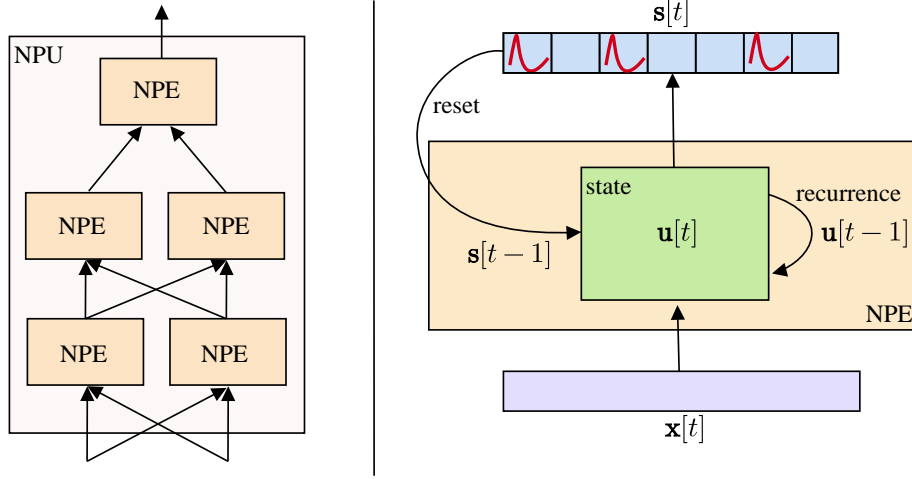 NPU
NPE
NPE
NPE
NPE
NPE
s[t]
reset
state
recurrence
u[t]
u[t−1]
s[t−1]
NPE
x[t]